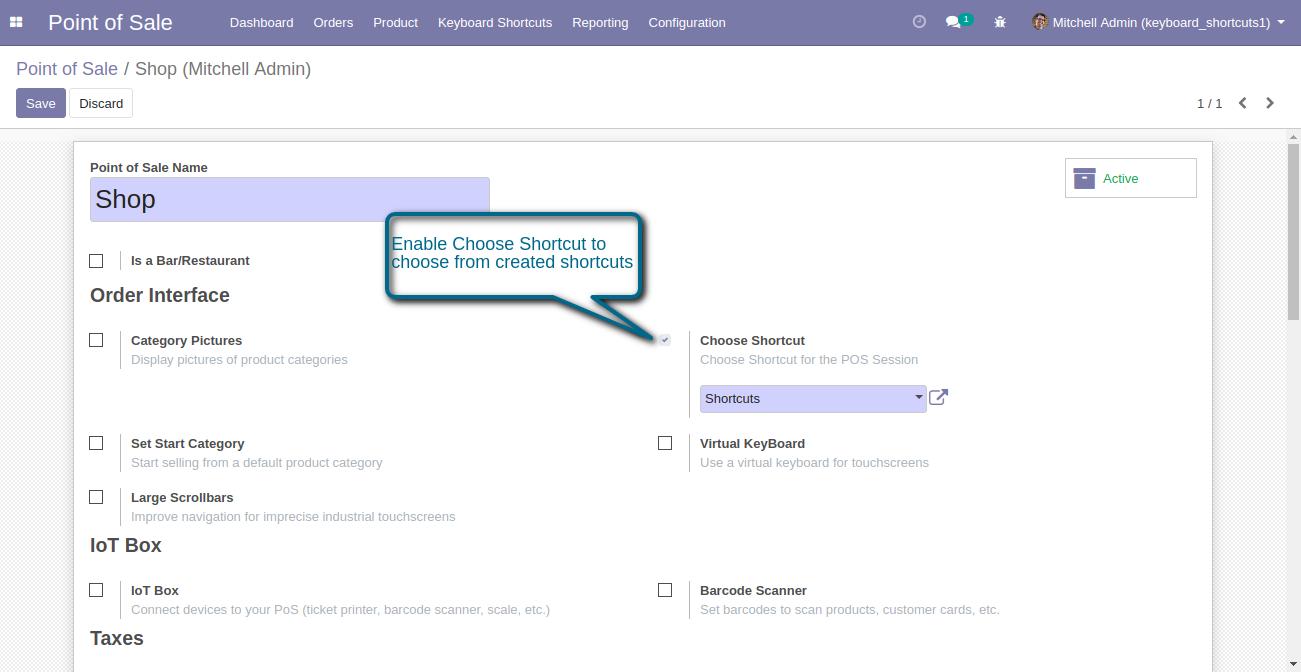 Point of Sale Dashboard Orders Product Keyboard Shortcuts Reporting Configuration 1 Mitchell Admin (keyboard_shortcuts1)
Point of Sale / Shop (Mitchell Admin)
Save Discard 1 / 1
Point of Sale Name
Active
Shop
Enable Choose Shortcut to
choose from created shortcuts
Is a Bar/Restaurant
Order Interface
Category Pictures
Display pictures of product categories
Choose Shortcut
Choose Shortcut for the POS Session
Shortcuts
Set Start Category
Start selling from a default product category
Virtual KeyBoard
Use a virtual keyboard for touchscreens
Large Scrollbars
Improve navigation for imprecise industrial touchscreens
IoT Box
IoT Box
Connect devices to your PoS (ticket printer, barcode scanner, scale, etc.)
Barcode Scanner
Set barcodes to scan products, customer cards, etc.
Taxes